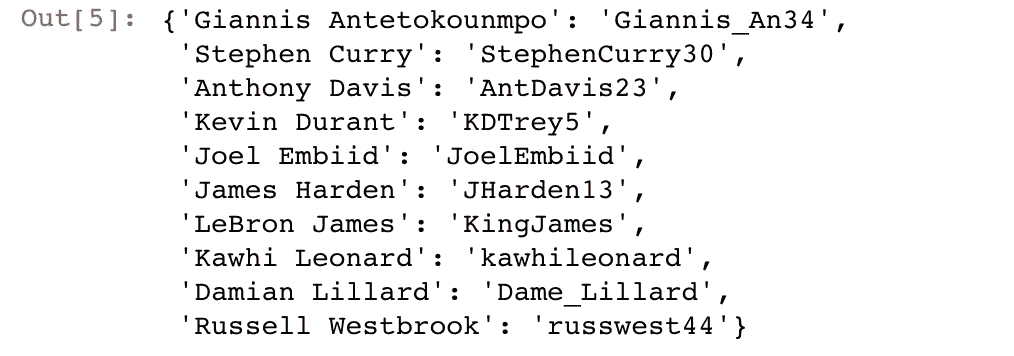 Out[5]: {'Giannis Antetokounmpo': 'Giannis_An34',
'Stephen Curry': 'StephenCurry30',
'Anthony Davis': 'AntDavis23',
'Kevin Durant': 'KDTrey5',
'Joel Embiid': 'JoelEmbiid',
'James Harden': 'JHarden13',
'LeBron James': 'KingJames',
'Kawhi Leonard': 'kawhileonard',
'Damian Lillard': 'Dame_Lillard',
'Russell Westbrook': 'russwest44'}